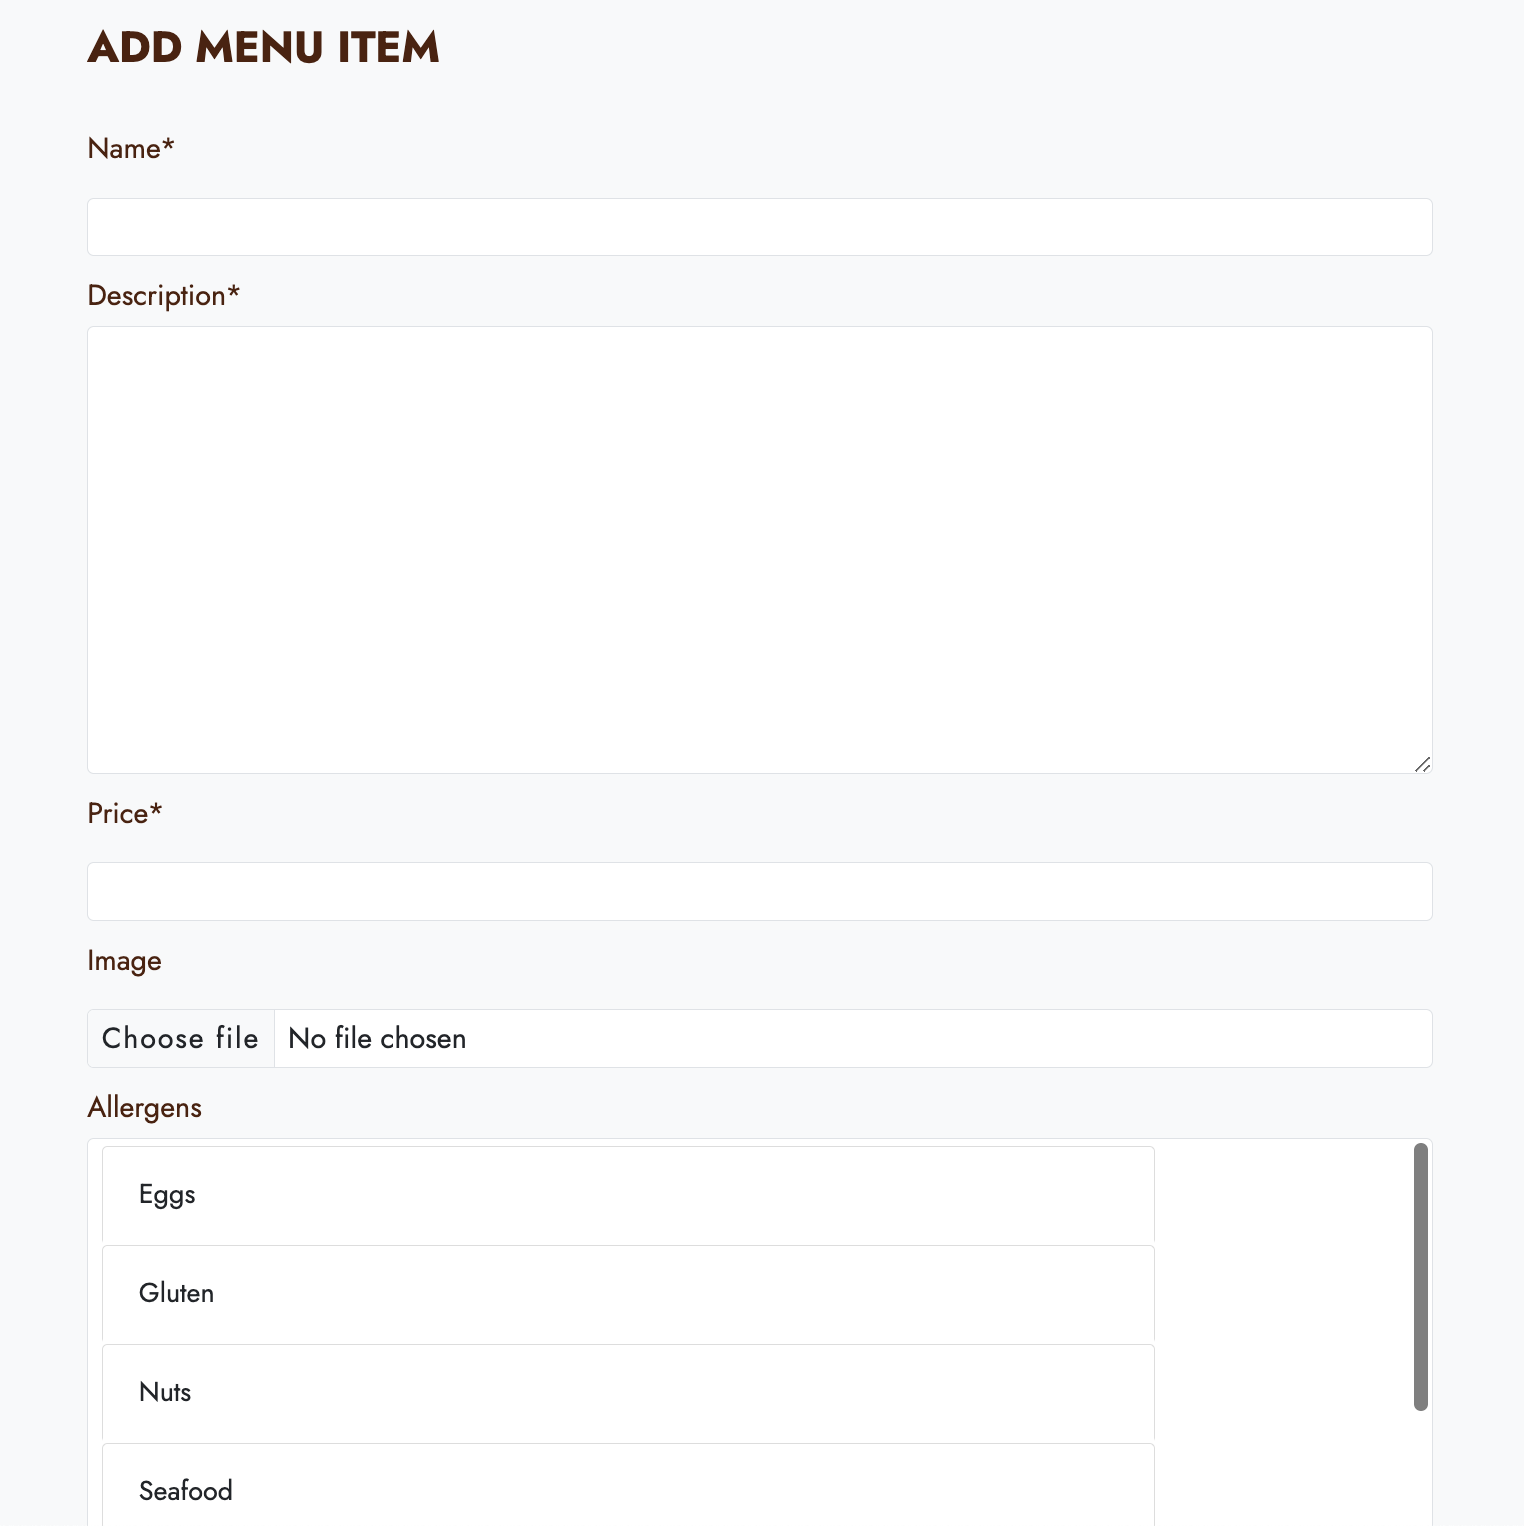 ADD MENU ITEM
Name*
Description*
Price*
Image
Choose file No file chosen
Allergens
Eggs
Gluten
Nuts
Seafood